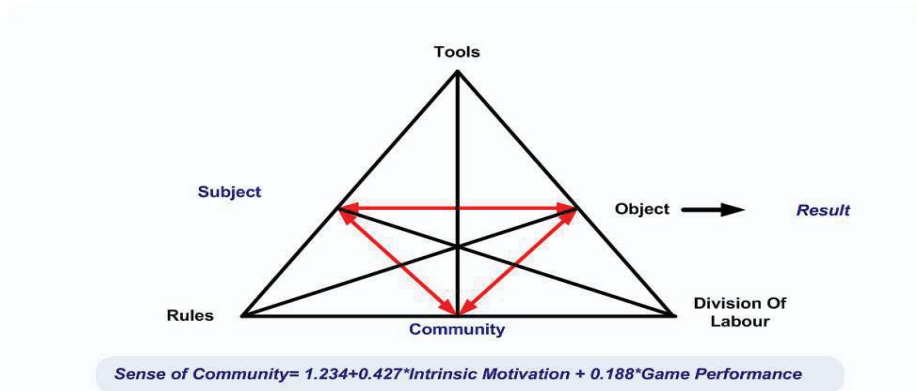 Tools
Subject
Object
Result
Rules
Community
Division Of
Labour
Sense of Community= 1.234+0.427*Intrinsic Motivation + 0.188*Game Performance